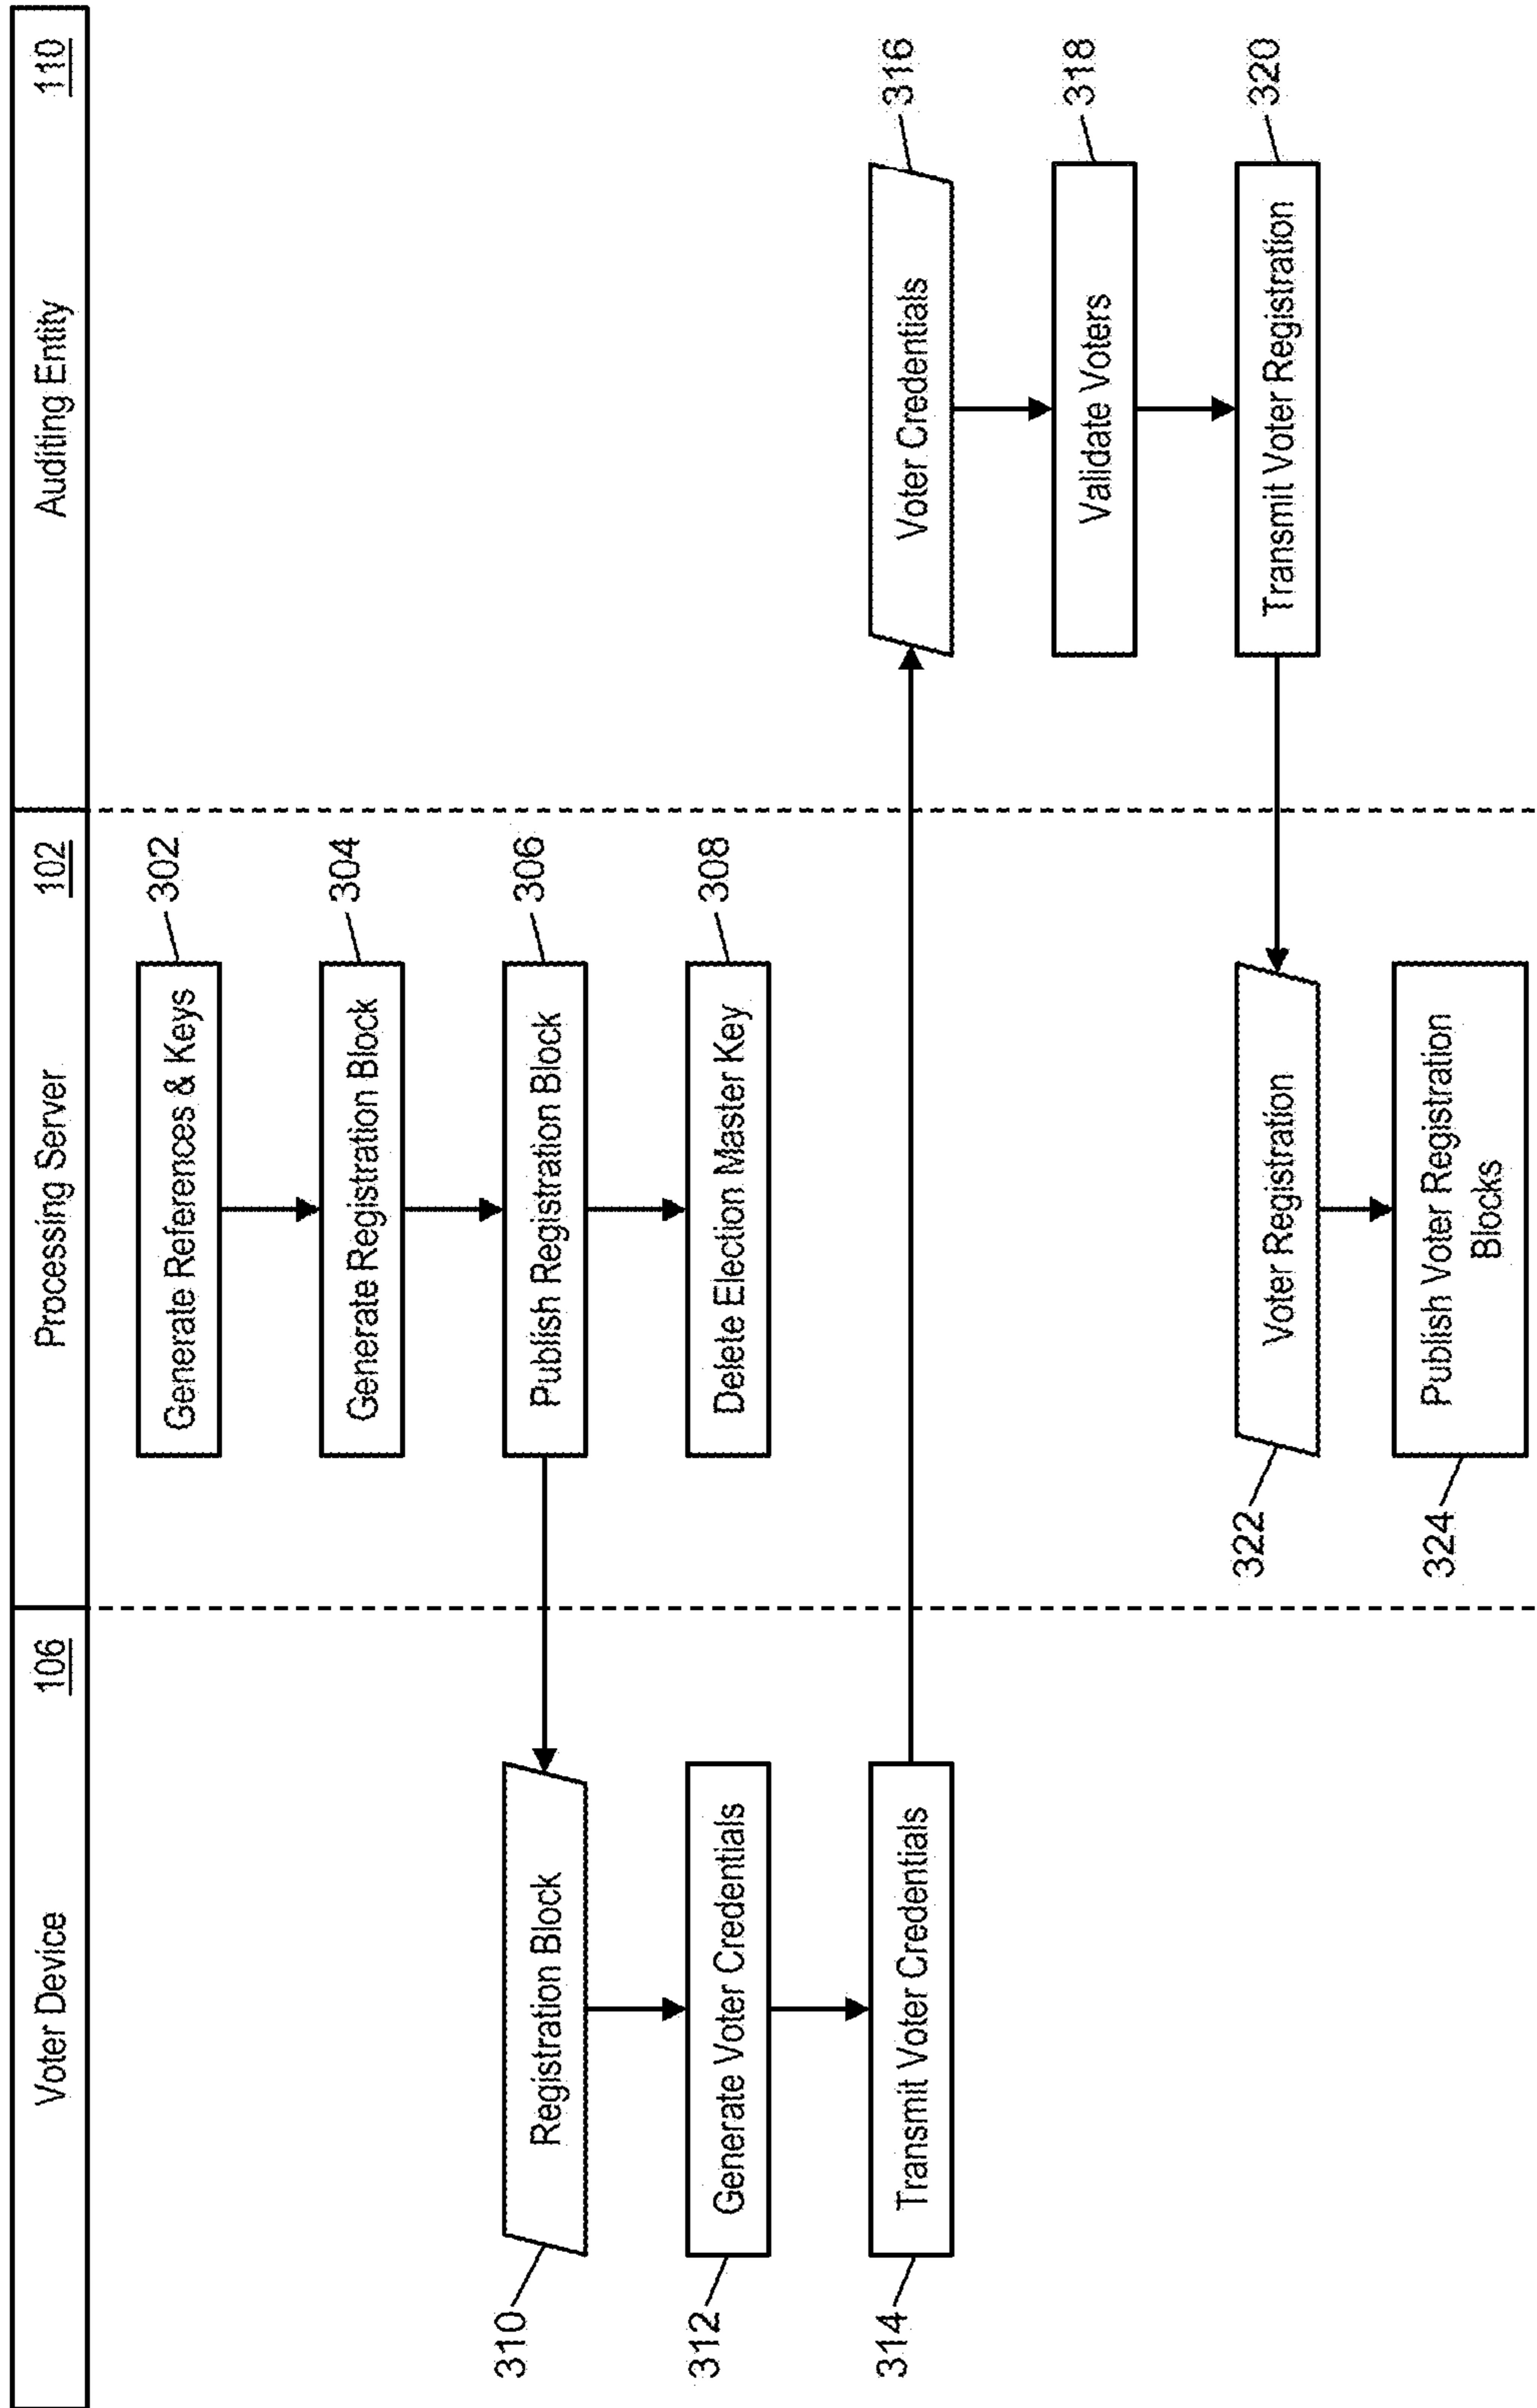 Voter Device
106
Processing Server
102
Auditing Entity
110
Generate References & Keys
302
Generate Registration Block
304
Publish Registration Block
306
Delete Election Master Key
308
Registration Block
310
Generate Voter Credentials
312
Transmit Voter Credentials
314
Voter Credentials
316
Validate Voters
318
Transmit Voter Registration
320
Voter Registration
322
Publish Voter Registration
Blocks
324